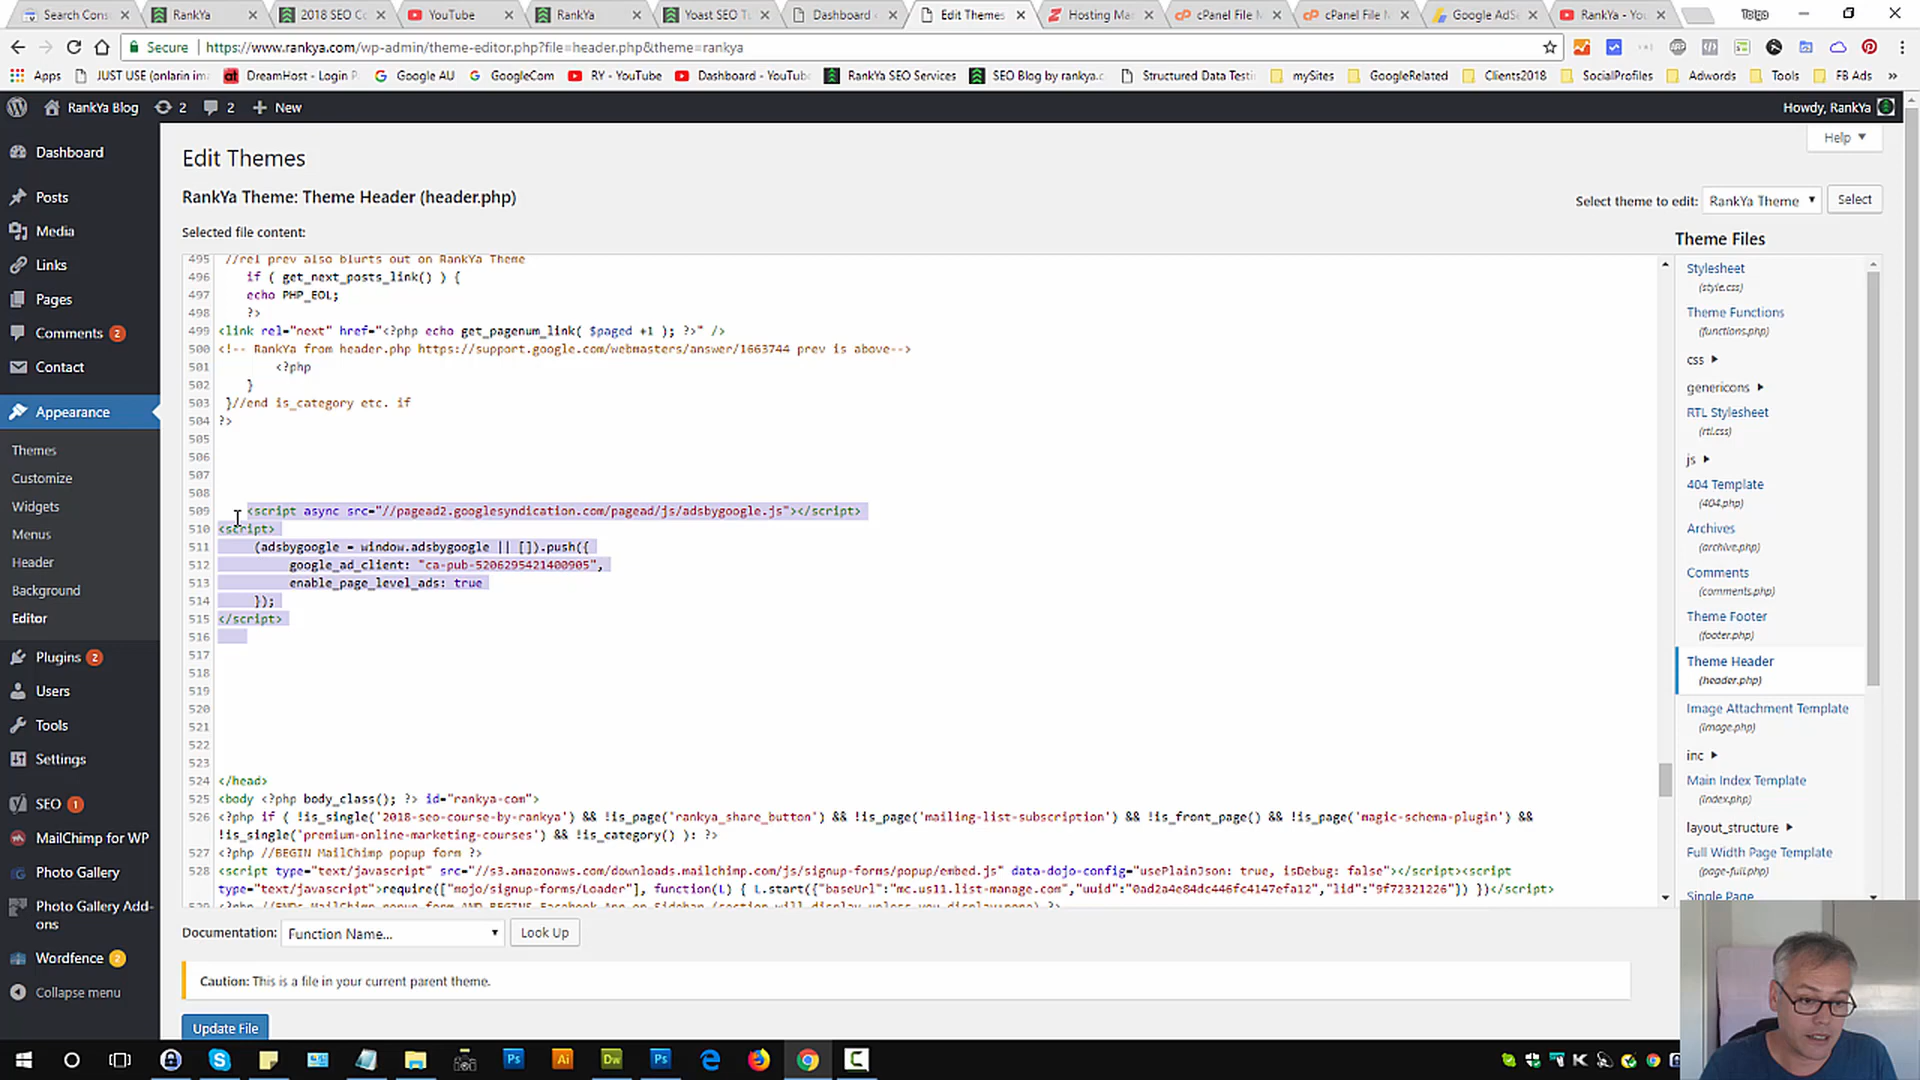 Search Cons
RankYa
2018 SEO Co
YouTube
RankYa
Yoast SEO Tu
Dashboard
Edit Themes
Hosting Ma
cPanel File M
cPanel File M
Google AdSe
RankYa - You
Tolga
Secure
https://www.rankya.com/wp-admin/theme-editor.php?file=header.php&theme=rankya
Apps
JUST USE (onlarin im
DreamHost - Login P
Google AU
GoogleCom
RY - YouTube
Dashboard - YouTube
RankYa SEO Services
SEO Blog by rankya.c
Structured Data Testi
mySites
GoogleRelated
Clients2018
SocialProfiles
Adwords
Tools
FB Ads
RankYa Blog
2
2
New
Howdy, RankYa
Help
Dashboard
Posts
Media
Links
Pages
Comments 2
Contact
Appearance
Themes
Customize
Widgets
Menus
Header
Background
Editor
Plugins 2
Users
Tools
Settings
SEO 1
MailChimp for WP
Photo Gallery
Photo Gallery Add-
ons
Wordfence 2
Collapse menu
Edit Themes
RankYa Theme: Theme Header (header.php)
Select theme to edit: RankYa Theme Select
Selected file content:
495 //rel prev also blurts out on RankYa Theme
496 if ( get_next_posts_link() ) {
497 echo PHP_EOL;
498 ?>
499 <link rel="next" href="<?php echo get_pagenum_link( $paged +1 ); ?>" />
500 <!-- RankYa from header.php https://support.google.com/webmasters/answer/1663744 prev is above-->
501 <?php
502 }
503 }//end is_category etc. if
504 ?>
505
506
507
508
509 <script async src="//pagead2.googlesyndication.com/pagead/js/adsbygoogle.js"></script>
510 <script>
511 (adsbygoogle = window.adsbygoogle || []).push({
512 google_ad_client: "ca-pub-5206295421400905",
513 enable_page_level_ads: true
514 });
515 </script>
516
517
518
519
520
521
522
523
524 </head>
525 <body <?php body_class(); ?> id="rankya-com">
526 <?php if ( !is_single('2018-seo-course-by-rankya') && !is_page('rankya_share_button') && !is_page('mailing-list-subscription') && !is_front_page() && !is_page('magic-schema-plugin') &&
!is_single('premium-online-marketing-courses') && !is_category() ): ?>
527 <?php //BEGIN MailChimp popup form ?>
528 <script type="text/javascript" src="//s3.amazonaws.com/downloads.mailchimp.com/js/signup-forms/popup/embed.js" data-dojo-config="usePlainJson: true, isDebug: false"></script><script
type="text/javascript">require(["mojo/signup-forms/Loader"], function(L) { L.start({"baseUrl":"mc.us11.list-manage.com","uuid":"0ad2a4e84dc446fc4147efa12","lid":"9f72321226"}) })</script>
Theme Files
Stylesheet
(style.css)
Theme Functions
(functions.php)
css
genericons
RTL Stylesheet
(rtl.css)
js
404 Template
(404.php)
Archives
(archive.php)
Comments
(comments.php)
Theme Footer
(footer.php)
Theme Header
(header.php)
Image Attachment Template
(image.php)
inc
Main Index Template
(index.php)
layout_structure
Full Width Page Template
(page-full.php)
Single Page
Documentation: Function Name... Look Up
Caution: This is a file in your current parent theme.
Update File